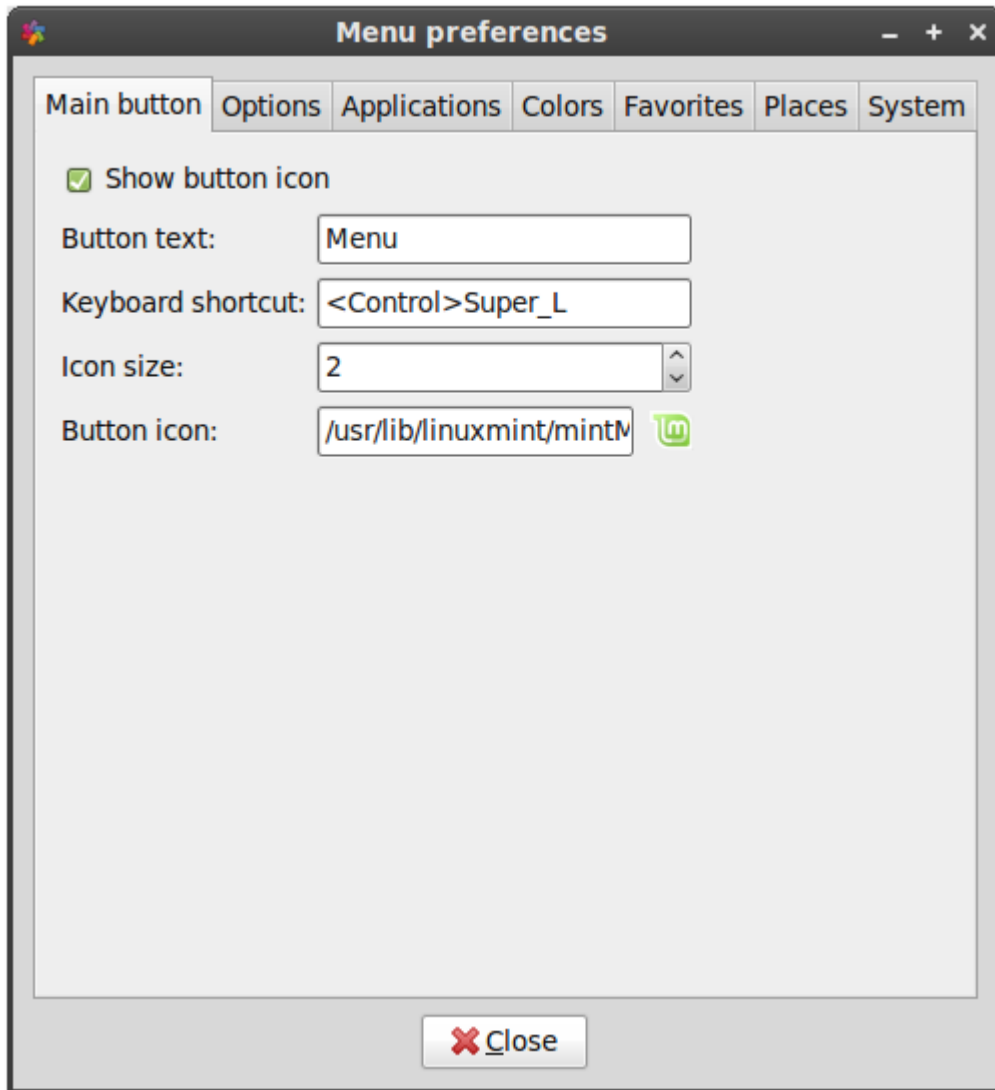 Menu preferences
Main button Options Applications Colors Favorites Places System
Show button icon
Button text: Menu
Keyboard shortcut: <Control>Super_L
Icon size: 2
Button icon: /usr/lib/linuxmint/mintM
Close